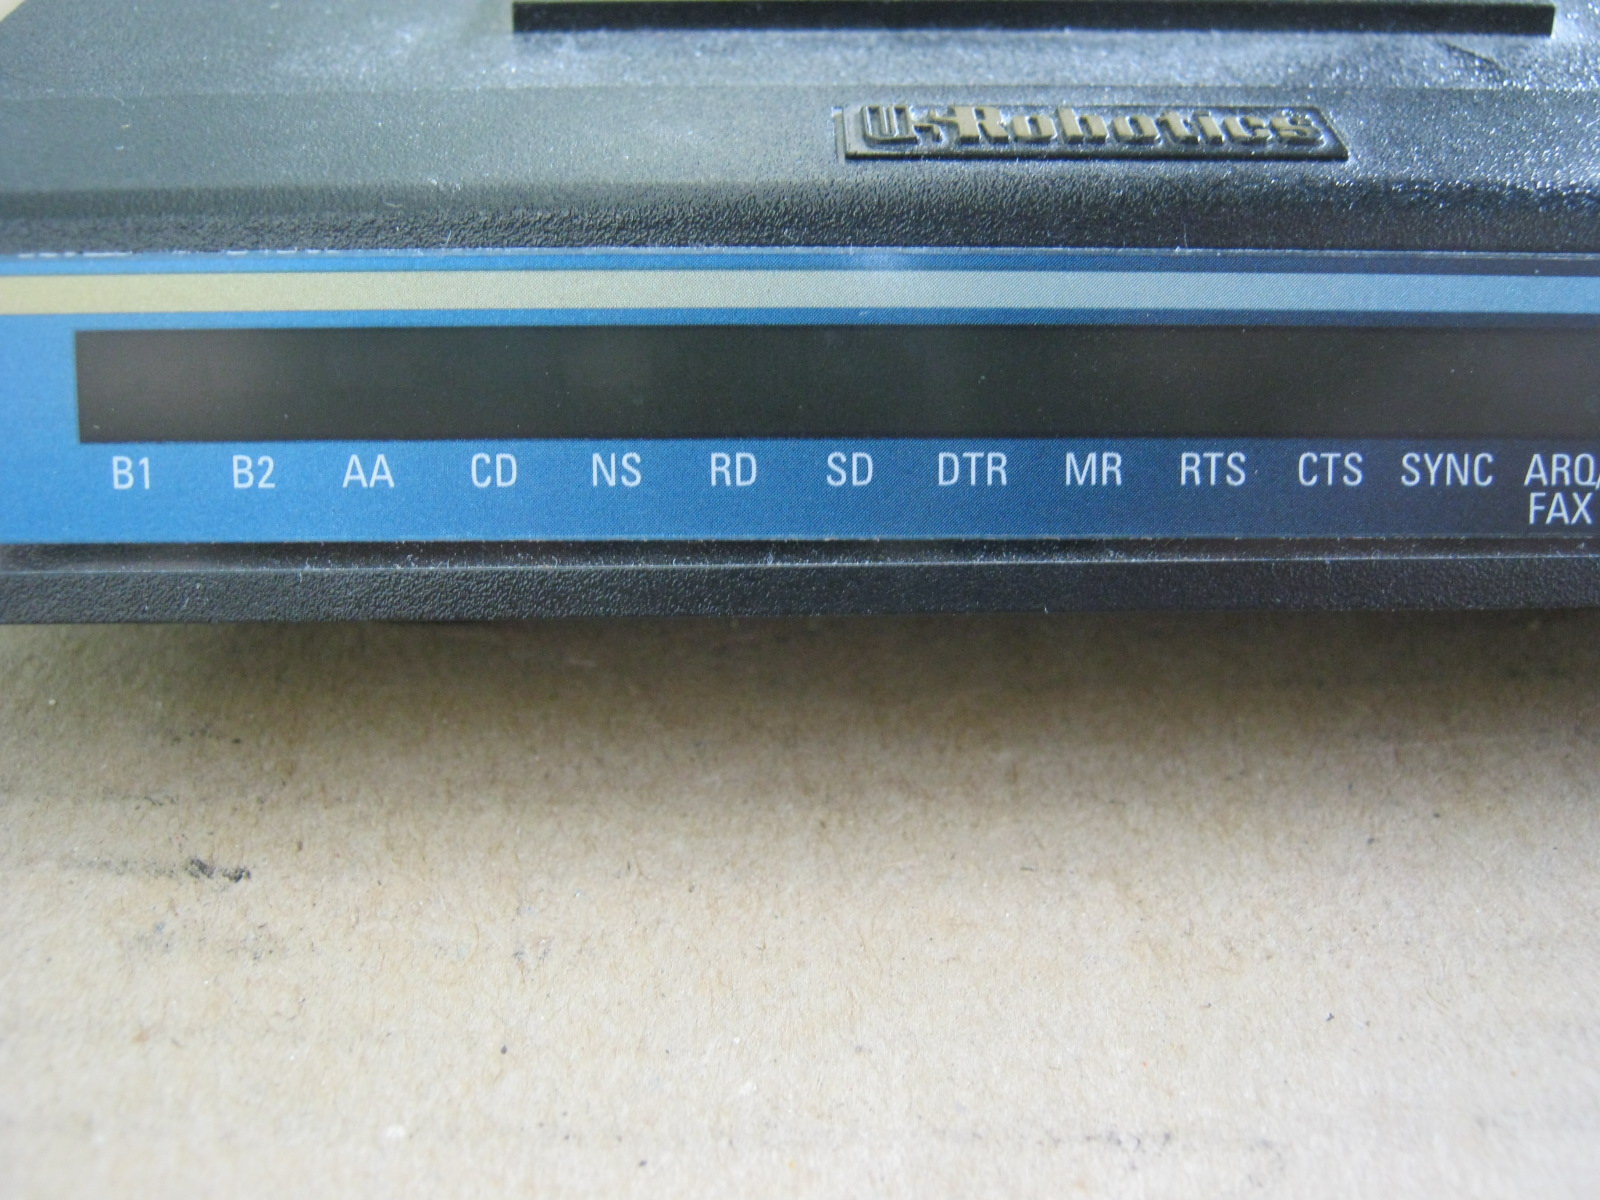 USRobotics
B1 B2 AA CD NS RD SD DTR MR RTS CTS SYNC ARQ/
FAX